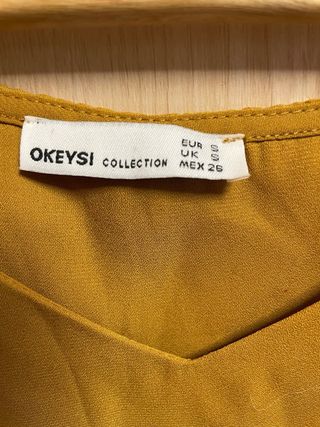 OKEYSI COLLECTION
EUR S
UK S
MEX 26